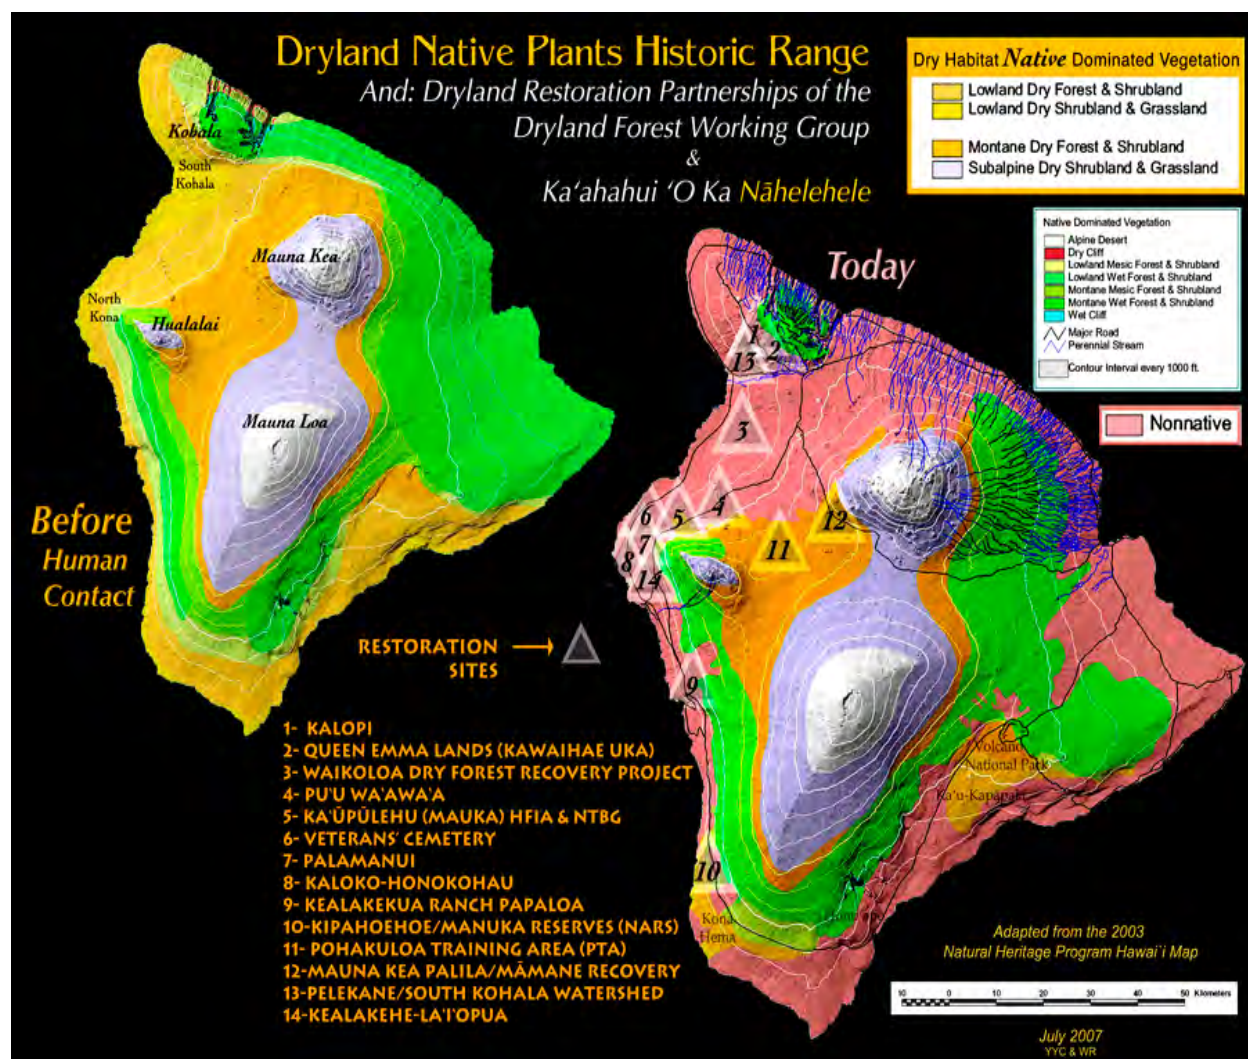 Dryland Native Plants Historic Range
And: Dryland Restoration Partnerships of the
Dryland Forest Working Group
&
Ka'ahahui 'O Ka Nāhelehele
Dry Habitat Native Dominated Vegetation
Lowland Dry Forest & Shrubland
Lowland Dry Shrubland & Grassland
Montane Dry Forest & Shrubland
Subalpine Dry Shrubland & Grassland
Native Dominated Vegetation
Alpine Desert
Dry Cliff
Lowland Mesic Forest & Shrubland
Lowland Wet Forest & Shrubland
Montane Mesic Forest & Shrubland
Montane Wet Forest & Shrubland
Wet Cliff
Major Road
Perennial Stream
Contour Interval every 1000 ft.
Nonnative
Kohala
South
Kohala
Mauna Kea
North
Kona
Hualalai
Mauna Loa
Before
Human
Contact
Today
1
2
13
3
4
5
6
7
8
14
11
12
9
10
Volcano
National Park
Ka'u-Kapapala
Kona
Hema
RESTORATION
SITES
1- KALOPI
2- QUEEN EMMA LANDS (KAWAIHAE UKA)
3- WAIKOLOA DRY FOREST RECOVERY PROJECT
4- PU'U WA'AWA'A
5- KA'ŪPŪLEHU (MAUKA) HFIA & NTBG
6- VETERANS' CEMETERY
7- PALAMANUI
8- KALOKO-HONOKOHAU
9- KEALAKEKUA RANCH PAPALOA
10-KIPAHOEHOE/MANUKA RESERVES (NARS)
11- POHAKULOA TRAINING AREA (PTA)
12-MAUNA KEA PALILA/MĀMANE RECOVERY
13-PELEKANE/SOUTH KOHALA WATERSHED
14-KEALAKEHE-LA'I'OPUA
Adapted from the 2003
Natural Heritage Program Hawai`i Map
10 0 10 20 30 40 50 Kilometers
July 2007
YYC & WR